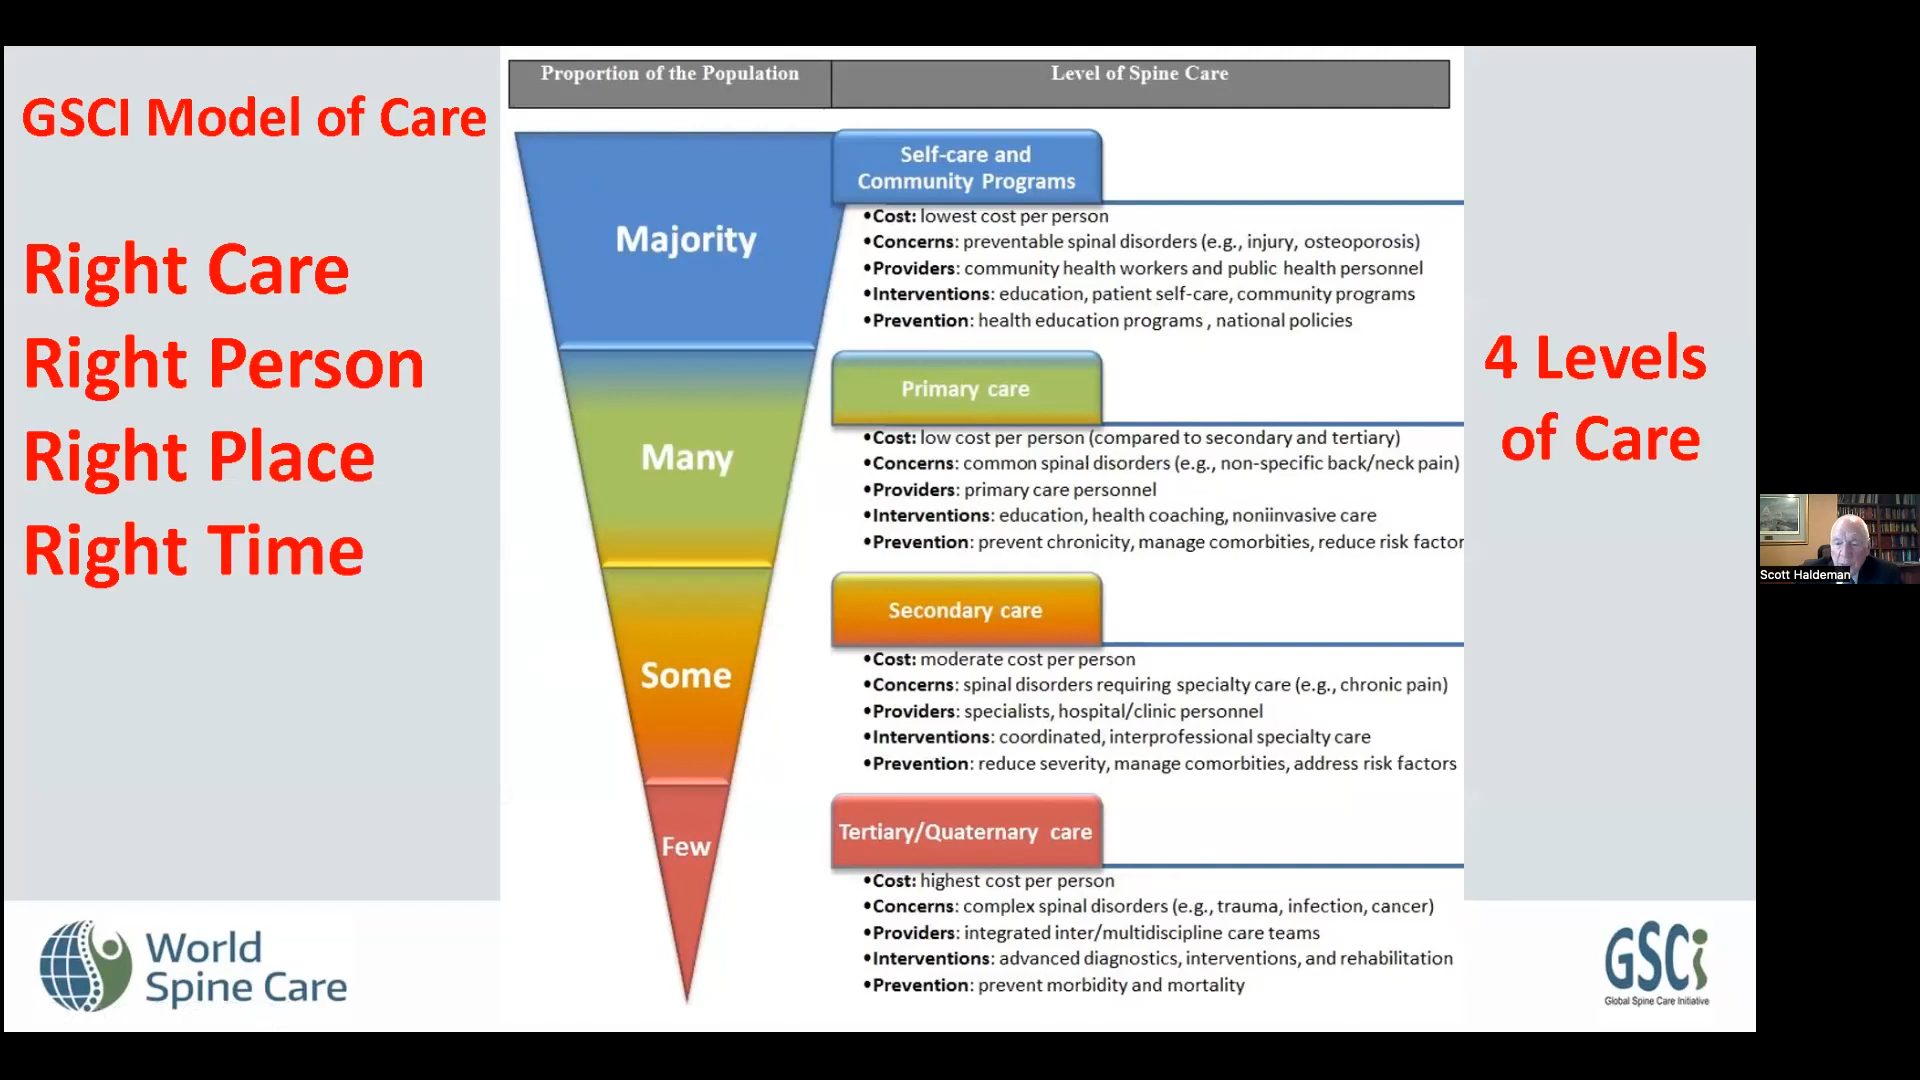 GSCI Model of Care
Right Care
Right Person
Right Place
Right Time
Proportion of the Population
Level of Spine Care
Majority
Self-care and
Community Programs
•Cost: lowest cost per person
•Concerns: preventable spinal disorders (e.g., injury, osteoporosis)
•Providers: community health workers and public health personnel
•Interventions: education, patient self-care, community programs
•Prevention: health education programs , national policies
Many
Primary care
•Cost: low cost per person (compared to secondary and tertiary)
•Concerns: common spinal disorders (e.g., non-specific back/neck pain)
•Providers: primary care personnel
•Interventions: education, health coaching, noniinvasive care
•Prevention: prevent chronicity, manage comorbities, reduce risk factor
Some
Secondary care
•Cost: moderate cost per person
•Concerns: spinal disorders requiring specialty care (e.g., chronic pain)
•Providers: specialists, hospital/clinic personnel
•Interventions: coordinated, interprofessional specialty care
•Prevention: reduce severity, manage comorbities, address risk factors
Few
Tertiary/Quaternary care
•Cost: highest cost per person
•Concerns: complex spinal disorders (e.g., trauma, infection, cancer)
•Providers: integrated inter/multidiscipline care teams
•Interventions: advanced diagnostics, interventions, and rehabilitation
•Prevention: prevent morbidity and mortality
4 Levels
of Care
World
Spine Care
GSCi
Global Spine Care Initiative
Scott Haldeman